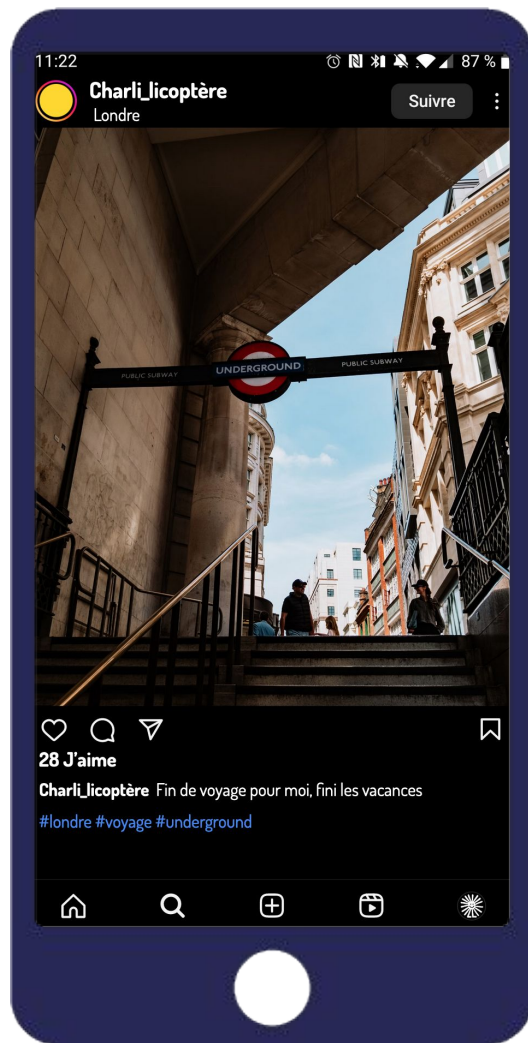 11:22 87 %
Charli_licoptère
Suivre
Londre
PUBLIC SUBWAY UNDERGROUND PUBLIC SUBWAY
28 J'aime
Charli_licoptère Fin de voyage pour moi, fini les vacances
#londre #voyage #underground